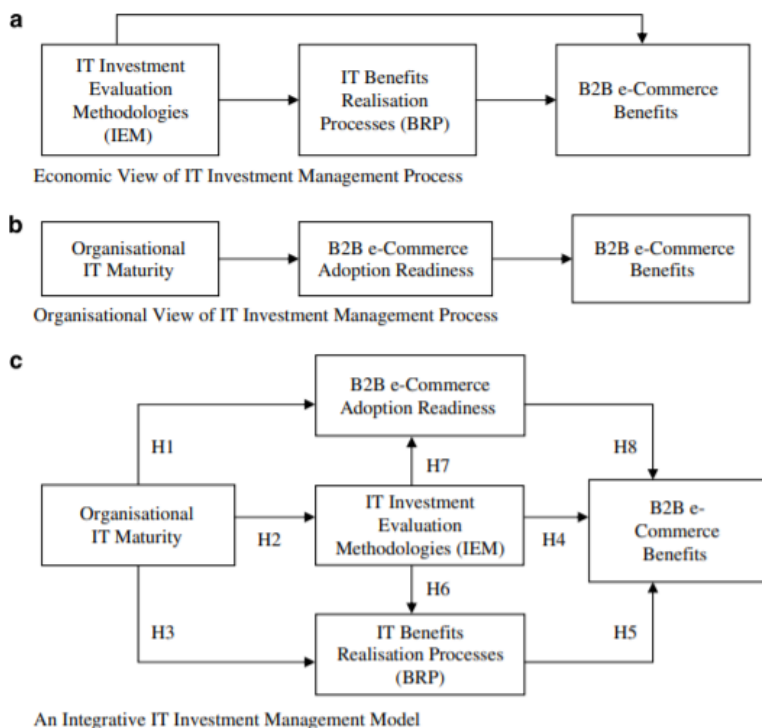 a
IT Investment
Evaluation
Methodologies
(IEM)
IT Benefits
Realisation
Processes (BRP)
B2B e-Commerce
Benefits
Economic View of IT Investment Management Process
b
Organisational
IT Maturity
B2B e-Commerce
Adoption Readiness
B2B e-Commerce
Benefits
Organisational View of IT Investment Management Process
c
B2B e-Commerce
Adoption Readiness
H1
H7
H8
Organisational
IT Maturity
H2
IT Investment
Evaluation
Methodologies (IEM)
H4
B2B e-
Commerce
Benefits
H6
H3
IT Benefits
Realisation Processes
(BRP)
H5
An Integrative IT Investment Management Model